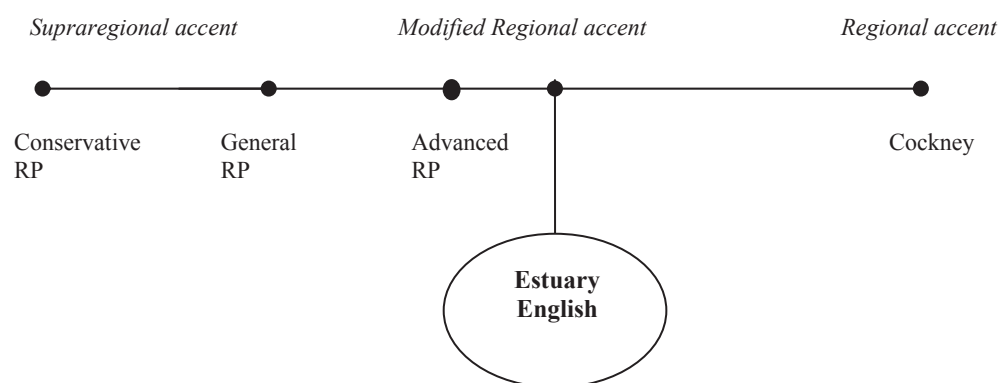 Supraregional accent Modified Regional accent Regional accent
Conservative General Advanced Cockney
RP RP RP
Estuary
English